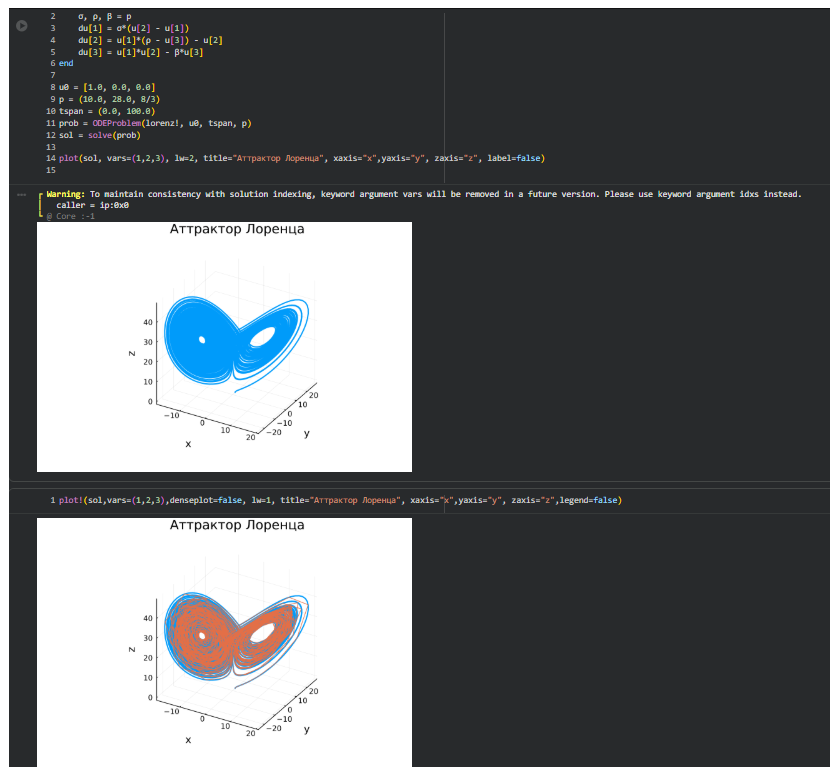 2 σ, ρ, β = p
3 du[1] = σ*(u[2] - u[1])
4 du[2] = u[1]*(ρ - u[3]) - u[2]
5 du[3] = u[1]*u[2] - β*u[3]
6 end
7
8 u0 = [1.0, 0.0, 0.0]
9 p = (10.0, 28.0, 8/3)
10 tspan = (0.0, 100.0)
11 prob = ODEProblem(lorenz!, u0, tspan, p)
12 sol = solve(prob)
13
14 plot(sol, vars=(1,2,3), lw=2, title="Аттрактор Лоренца", xaxis="x",yaxis="y", zaxis="z", label=false)
15
Warning: To maintain consistency with solution indexing, keyword argument vars will be removed in a future version. Please use keyword argument idxs instead.
caller = ip:0x0
@ Core :-1
Аттрактор Лоренца
40
30
z
20
10
0
−10
0
10
20
x
−20
−10
0
10
20
y
1 plot!(sol,vars=(1,2,3),denseplot=false, lw=1, title="Аттрактор Лоренца", xaxis="x",yaxis="y", zaxis="z",legend=false)
Аттрактор Лоренца
40
30
z
20
10
0
−10
0
10
20
x
−20
−10
0
10
20
y